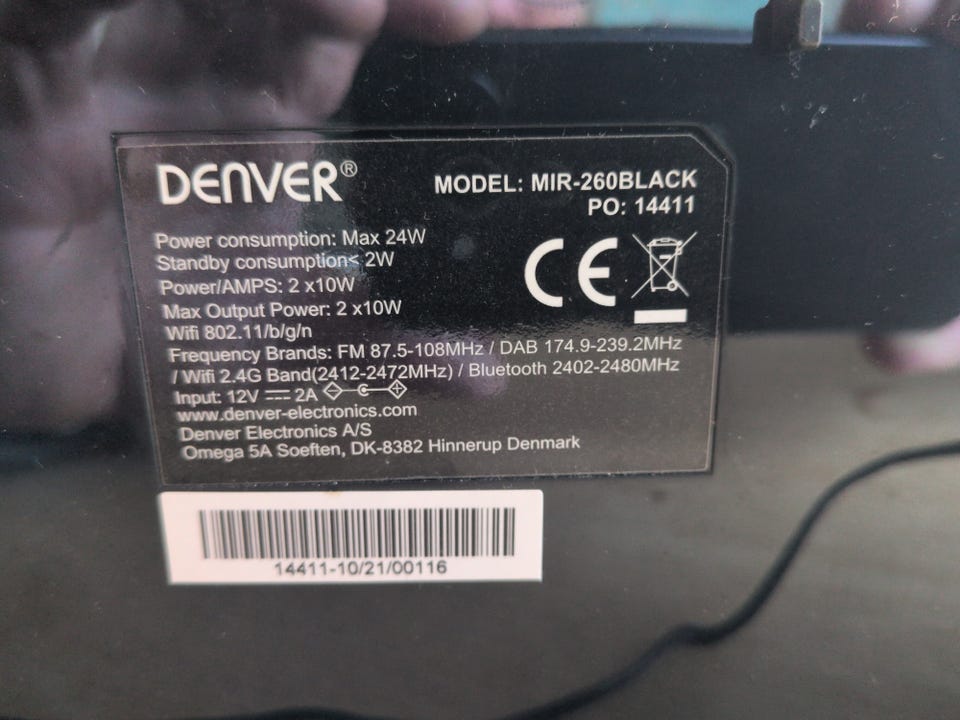 DENVER®
MODEL: MIR-260BLACK
PO: 14411
Power consumption: Max 24W
Standby consumption< 2W
Power/AMPS: 2 x10W
Max Output Power: 2 x10W
Wifi 802.11/b/g/n
Frequency Brands: FM 87.5-108MHz / DAB 174.9-239.2MHz
/ Wifi 2.4G Band(2412-2472MHz) / Bluetooth 2402-2480MHz
Input: 12V 2A
www.denver-electronics.com
Denver Electronics A/S
Omega 5A Soeften, DK-8382 Hinnerup Denmark
CE
14411-10/21/00116